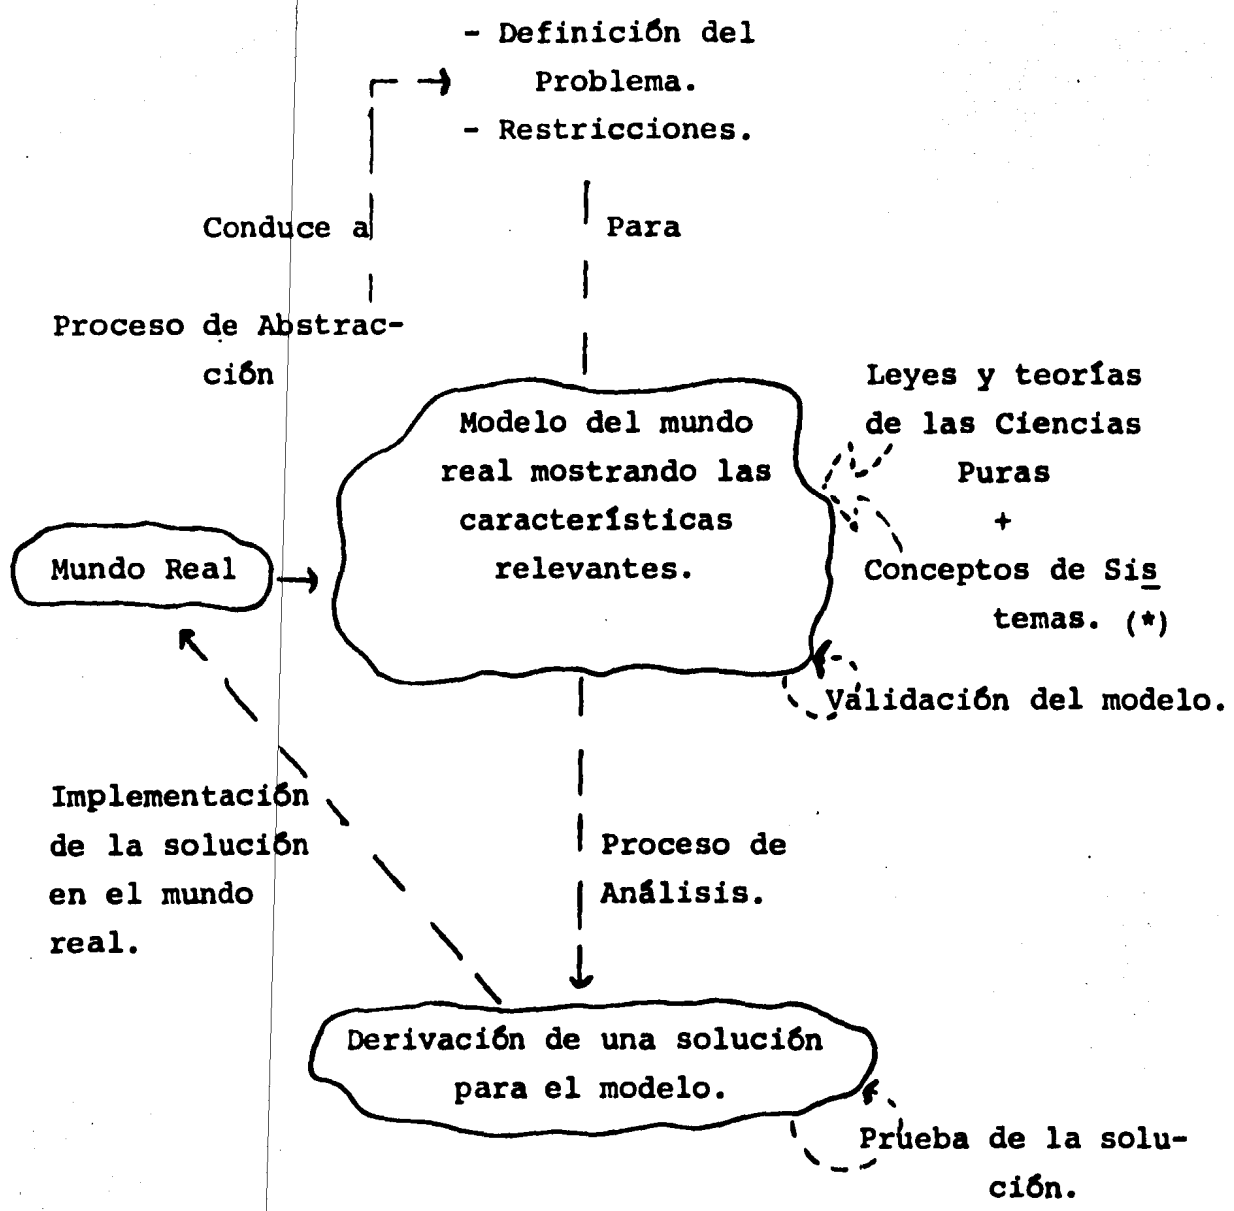 - Definición del
Problema.
- Restricciones.
Conduce a
Para
Proceso de Abstrac-
ción
Modelo del mundo
real mostrando las
características
relevantes.
Leyes y teorías
de las Ciencias
Puras
+
Conceptos de Sis
temas. (*)
Mundo Real
Validación del modelo.
Implementación
de la solución
en el mundo
real.
Proceso de
Análisis.
Derivación de una solución
para el modelo.
Prueba de la solu-
ción.